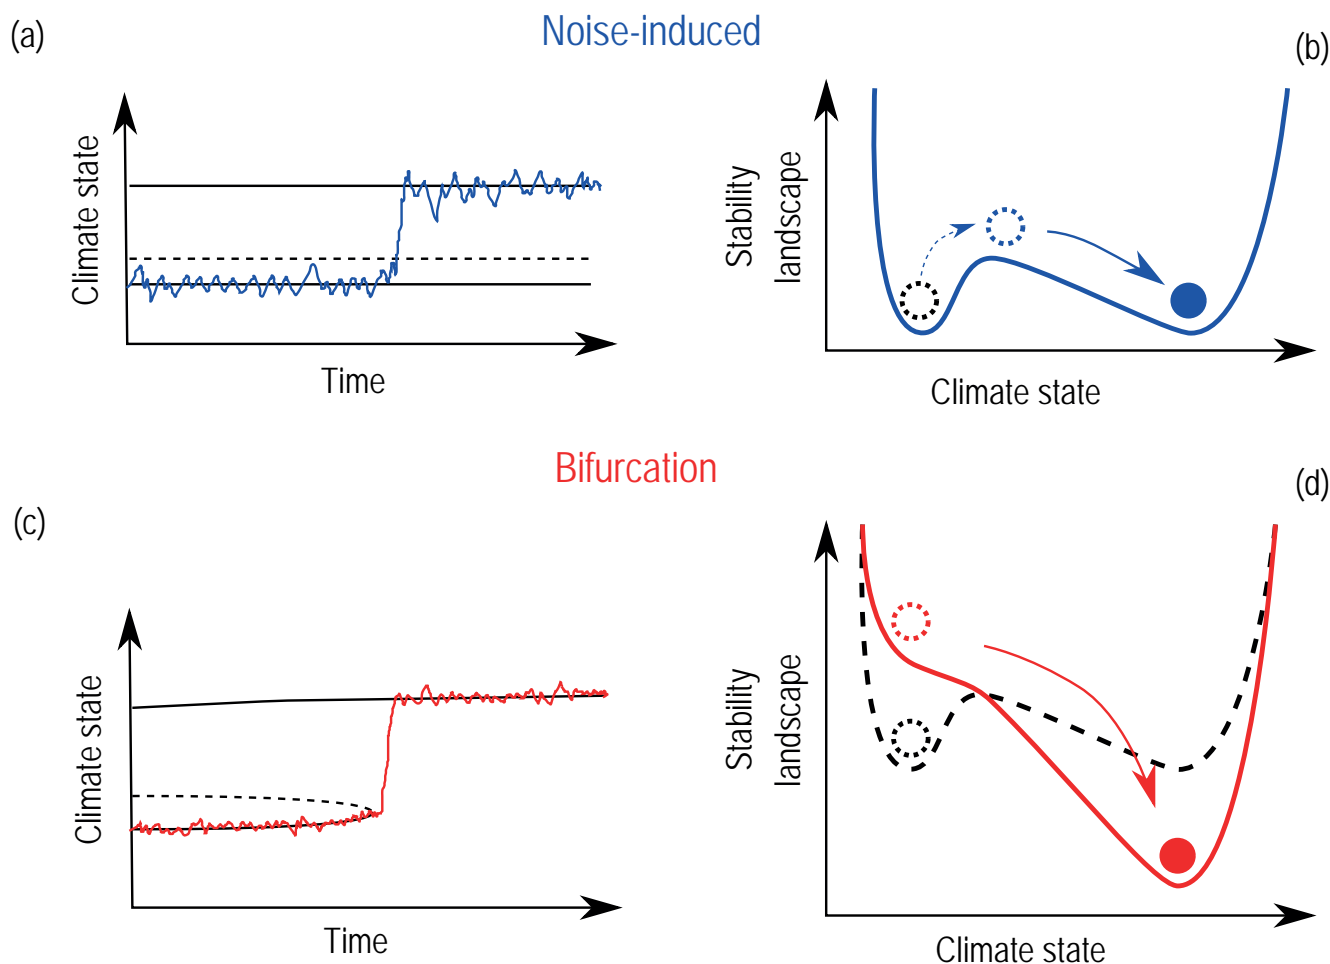 (a)
Noise-induced
(b)
Climate state
Time
Stability
landscape
Climate state
Bifurcation
(c)
(d)
Climate state
Time
Stability
landscape
Climate state